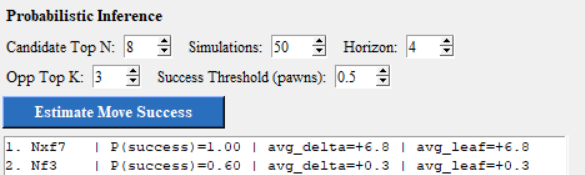 Probabilistic Inference
Candidate Top N: 8 Simulations: 50 Horizon: 4
Opp Top K: 3 Success Threshold (pawns): 0.5
Estimate Move Success
1. Nxf7 | P(success)=1.00 | avg_delta=+6.8 | avg_leaf=+6.8
2. Nf3 | P(success)=0.60 | avg_delta=+0.3 | avg_leaf=+0.3